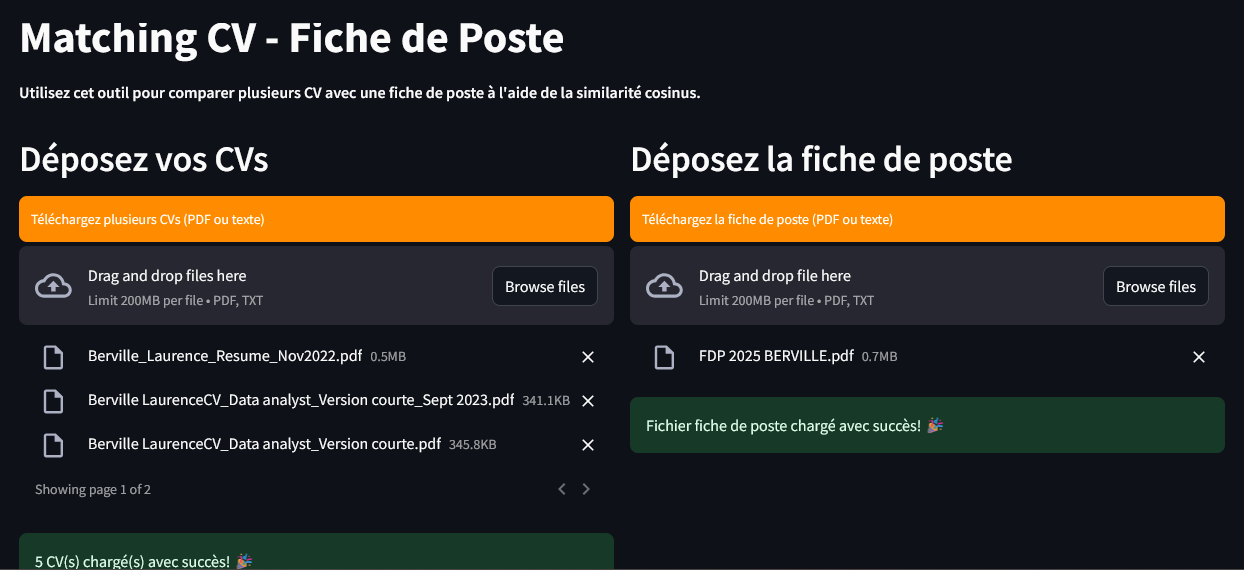 Matching CV - Fiche de Poste
Utilisez cet outil pour comparer plusieurs CV avec une fiche de poste à l'aide de la similarité cosinus.
Déposez vos CVs
Téléchargez plusieurs CVs (PDF ou texte)
Drag and drop files here
Limit 200MB per file • PDF, TXT
Browse files
Berville_Laurence_Resume_Nov2022.pdf 0.5MB
Berville LaurenceCV_Data analyst_Version courte_Sept 2023.pdf 341.1KB
Berville LaurenceCV_Data analyst_Version courte.pdf 345.8KB
Showing page 1 of 2
5 CV(s) chargé(s) avec succès! 🎉
Déposez la fiche de poste
Téléchargez la fiche de poste (PDF ou texte)
Drag and drop file here
Limit 200MB per file • PDF, TXT
Browse files
FDP 2025 BERVILLE.pdf 0.7MB
Fichier fiche de poste chargé avec succès! 🎉